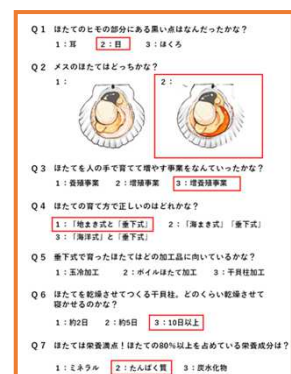 Q1 ほたてのヒモの部分にある黒い点はなんだったかな？
1：耳 2：目 3：ほくろ
Q2 メスのほたてはどっちかな？
1： 2：
Q3 ほたてを人の手で育てて増やす事業をなんていったかな？
1：養殖事業 2：増殖事業 3：増養殖事業
Q4 ほたての育て方で正しいのはどれかな？
1：「地まき式」と「垂下式」 2：「海まき式」「垂下式」
3：「海洋式」と「垂下式」
Q5 垂下式で育ったほたてはどの加工品に向いているかな？
1：玉冷加工 2：ボイルほたて加工 3：干貝柱加工
Q6 ほたてを乾燥させてつくる干貝柱。どのくらい乾燥させて
寝かせるのかな？
1：約2日 2：約5日 3：10日以上
Q7 ほたては栄養満点！ほたての80%以上を占めている栄養成分は？
1：ミネラル 2：たんぱく質 3：炭水化物